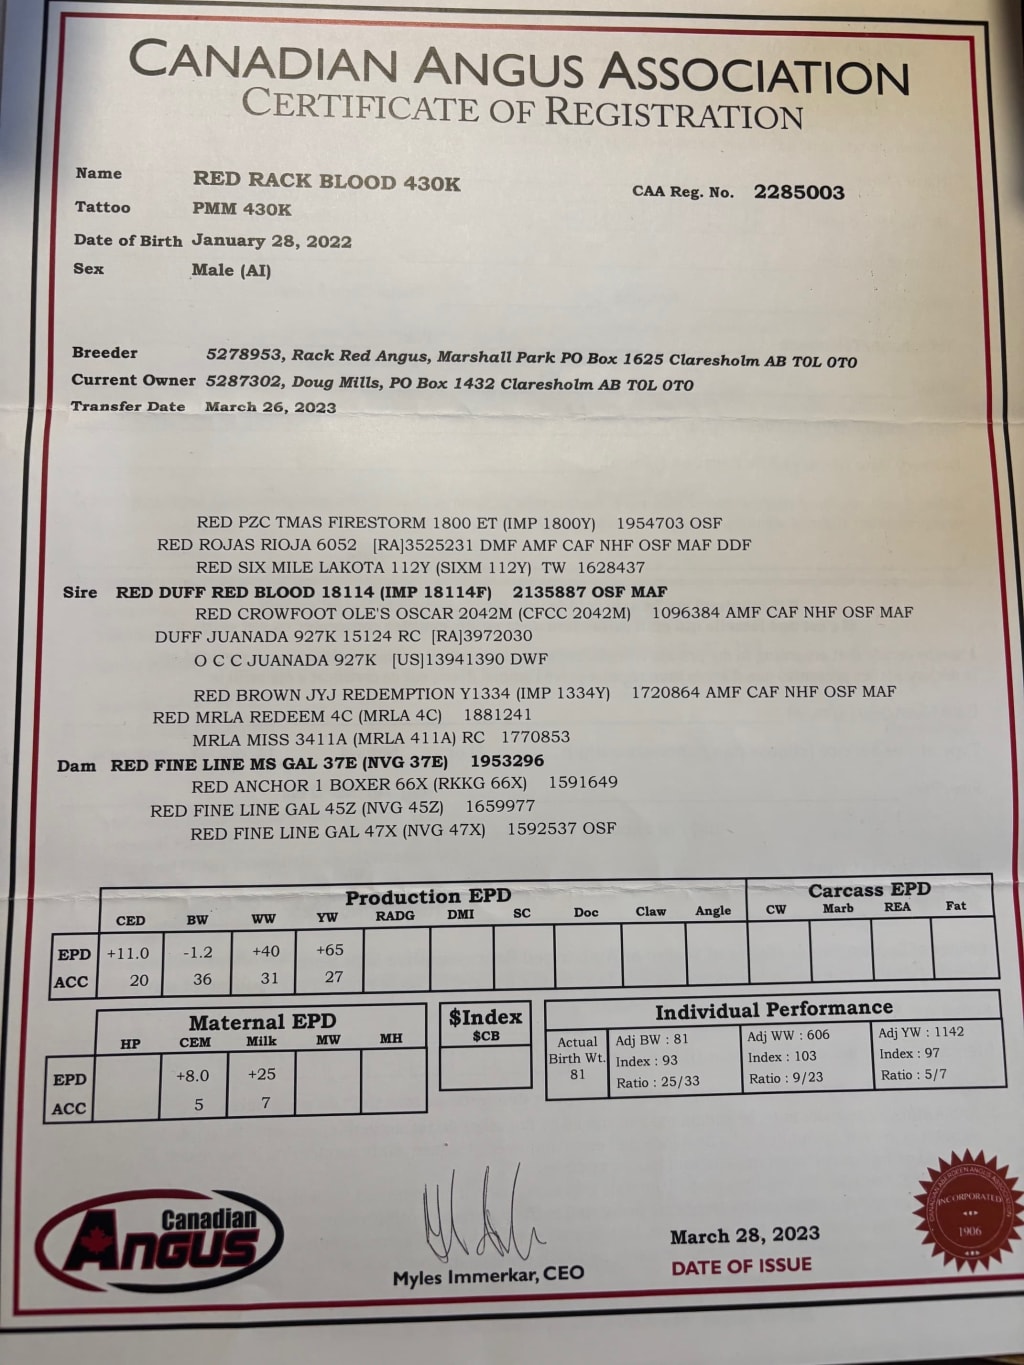 CANADIAN ANGUS ASSOCIATION
CERTIFICATE OF REGISTRATION
Name RED RACK BLOOD 430K
CAA Reg. No. 2285003
Tattoo PMM 430K
Date of Birth January 28, 2022
Sex Male (AI)
Breeder 5278953, Rack Red Angus, Marshall Park PO Box 1625 Claresholm AB T0L 0T0
Current Owner 5287302, Doug Mills, PO Box 1432 Claresholm AB T0L 0T0
Transfer Date March 26, 2023
RED PZC TMAS FIRESTORM 1800 ET (IMP 1800Y) 1954703 OSF
RED ROJAS RIOJA 6052 [RA]3525231 DMF AMF CAF NHF OSF MAF DDF
RED SIX MILE LAKOTA 112Y (SIXM 112Y) TW 1628437
Sire RED DUFF RED BLOOD 18114 (IMP 18114F) 2135887 OSF MAF
RED CROWFOOT OLE'S OSCAR 2042M (CFCC 2042M) 1096384 AMF CAF NHF OSF MAF
DUFF JUANADA 927K 15124 RC [RA]3972030
O C C JUANADA 927K [US]13941390 DWF
RED BROWN JYJ REDEMPTION Y1334 (IMP 1334Y) 1720864 AMF CAF NHF OSF MAF
RED MRLA REDEEM 4C (MRLA 4C) 1881241
MRLA MISS 3411A (MRLA 411A) RC 1770853
Dam RED FINE LINE MS GAL 37E (NVG 37E) 1953296
RED ANCHOR 1 BOXER 66X (RKKG 66X) 1591649
RED FINE LINE GAL 45Z (NVG 45Z) 1659977
RED FINE LINE GAL 47X (NVG 47X) 1592537 OSF
Production EPD Carcass EPD
CED BW WW YW RADG DMI SC Doc Claw Angle CW Marb REA Fat
EPD +11.0 -1.2 +40 +65
ACC 20 36 31 27
Maternal EPD
HP CEM Milk MW MH
EPD +8.0 +25
ACC 5 7
$Index
$CB
Individual Performance
Actual Birth Wt. 81
Adj BW : 81
Index : 93
Ratio : 25/33
Adj WW : 606
Index : 103
Ratio : 9/23
Adj YW : 1142
Index : 97
Ratio : 5/7
Canadian
ANGUS
Myles Immerkar, CEO
March 28, 2023
DATE OF ISSUE
CANADIAN ABERDEEN ANGUS ASSOCIATION
INCORPORATED
1906